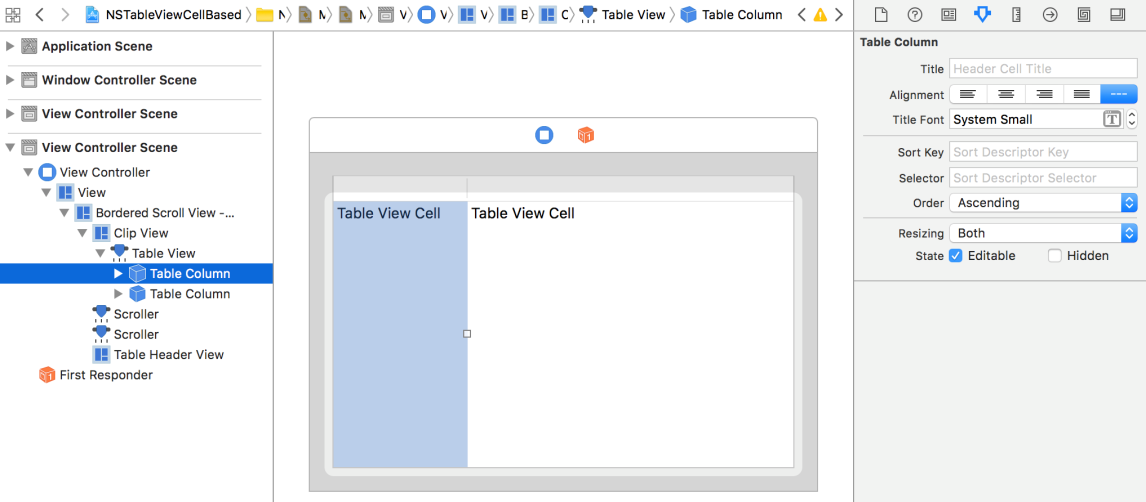 NSTableViewCellBased
N
M
M
V
V
V
B
C
Table View
Table Column
Application Scene
Window Controller Scene
View Controller Scene
View Controller Scene
View Controller
View
Bordered Scroll View -...
Clip View
Table View
Table Column
Table Column
Scroller
Scroller
Table Header View
First Responder
Table View Cell
Table View Cell
Table Column
Title
Header Cell Title
Alignment
Title Font
System Small
T
Sort Key
Sort Descriptor Key
Selector
Sort Descriptor Selector
Order
Ascending
Resizing
Both
State
Editable
Hidden